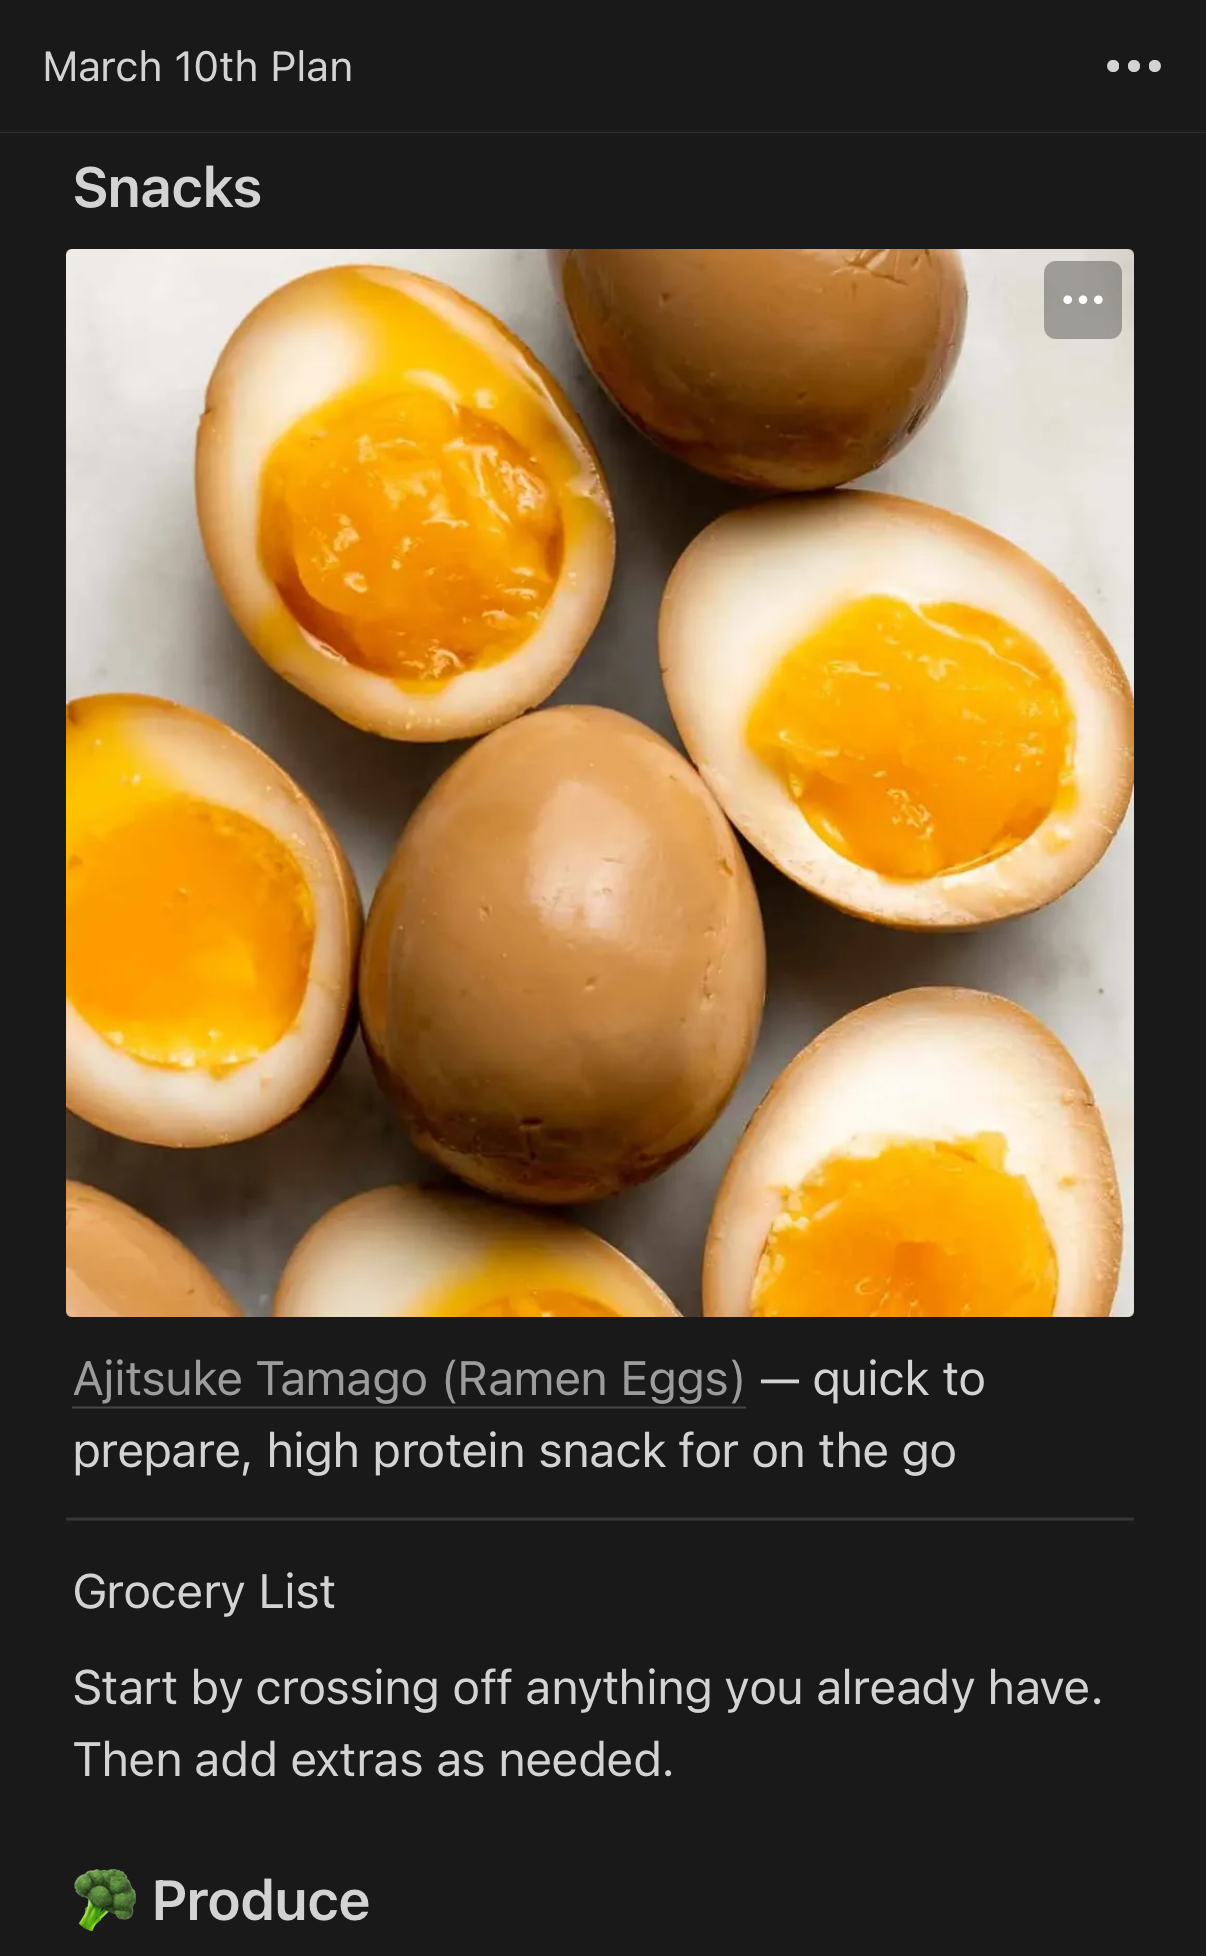 March 10th Plan
Snacks
Ajitsuke Tamago (Ramen Eggs) — quick to
prepare, high protein snack for on the go
Grocery List
Start by crossing off anything you already have.
Then add extras as needed.
🥦 Produce